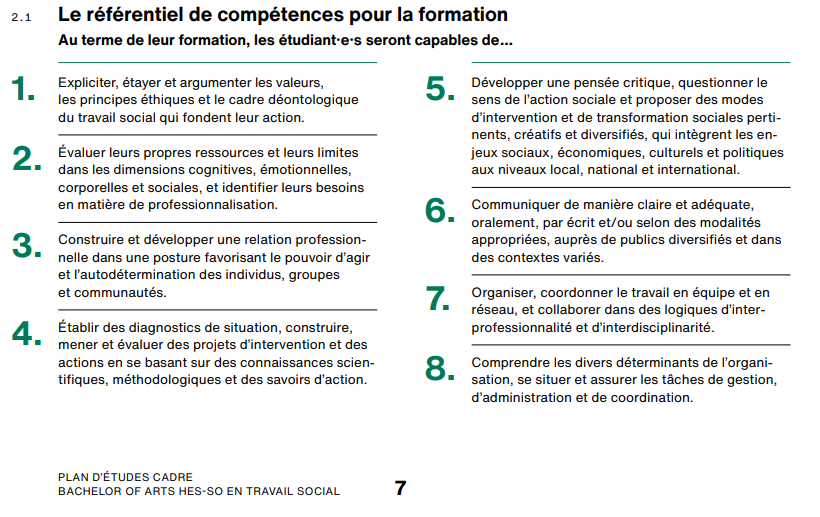 2.1 Le référentiel de compétences pour la formation
Au terme de leur formation, les étudiant·e·s seront capables de…
1. Expliciter, étayer et argumenter les valeurs,
les principes éthiques et le cadre déontologique
du travail social qui fondent leur action.
2. Évaluer leurs propres ressources et leurs limites
dans les dimensions cognitives, émotionnelles,
corporelles et sociales, et identifier leurs besoins
en matière de professionnalisation.
3. Construire et développer une relation profession-
nelle dans une posture favorisant le pouvoir d’agir
et l’autodétermination des individus, groupes
et communautés.
4. Établir des diagnostics de situation, construire,
mener et évaluer des projets d’intervention et des
actions en se basant sur des connaissances scien-
tifiques, méthodologiques et des savoirs d’action.
5. Développer une pensée critique, questionner le
sens de l’action sociale et proposer des modes
d’intervention et de transformation sociales perti-
nents, créatifs et diversifiés, qui intègrent les en-
jeux sociaux, économiques, culturels et politiques
aux niveaux local, national et international.
6. Communiquer de manière claire et adéquate,
oralement, par écrit et/ou selon des modalités
appropriées, auprès de publics diversifiés et dans
des contextes variés.
7. Organiser, coordonner le travail en équipe et en
réseau, et collaborer dans des logiques d’inter-
professionnalité et d’interdisciplinarité.
8. Comprendre les divers déterminants de l’organi-
sation, se situer et assurer les tâches de gestion,
d’administration et de coordination.
PLAN D’ÉTUDES CADRE
BACHELOR OF ARTS HES-SO EN TRAVAIL SOCIAL
7